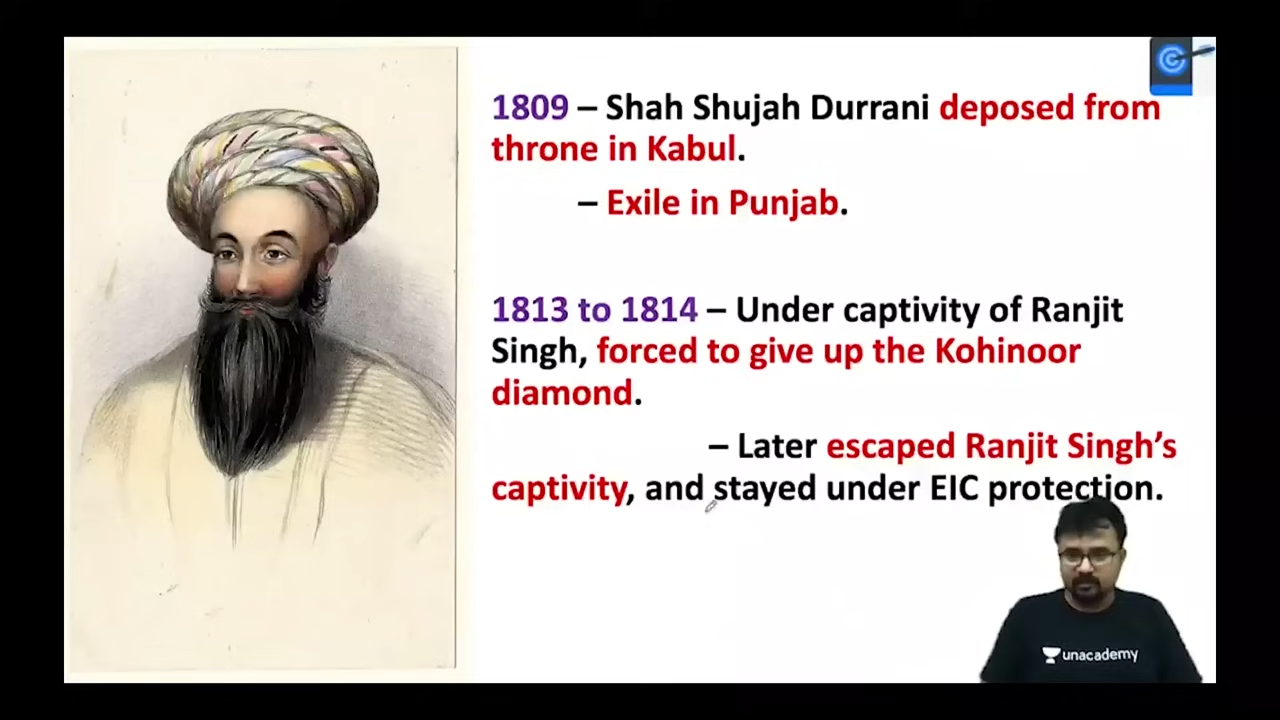 1809 – Shah Shujah Durrani deposed from
throne in Kabul.
– Exile in Punjab.
1813 to 1814 – Under captivity of Ranjit
Singh, forced to give up the Kohinoor
diamond.
– Later escaped Ranjit Singh’s
captivity, and stayed under EIC protection.
unacademy